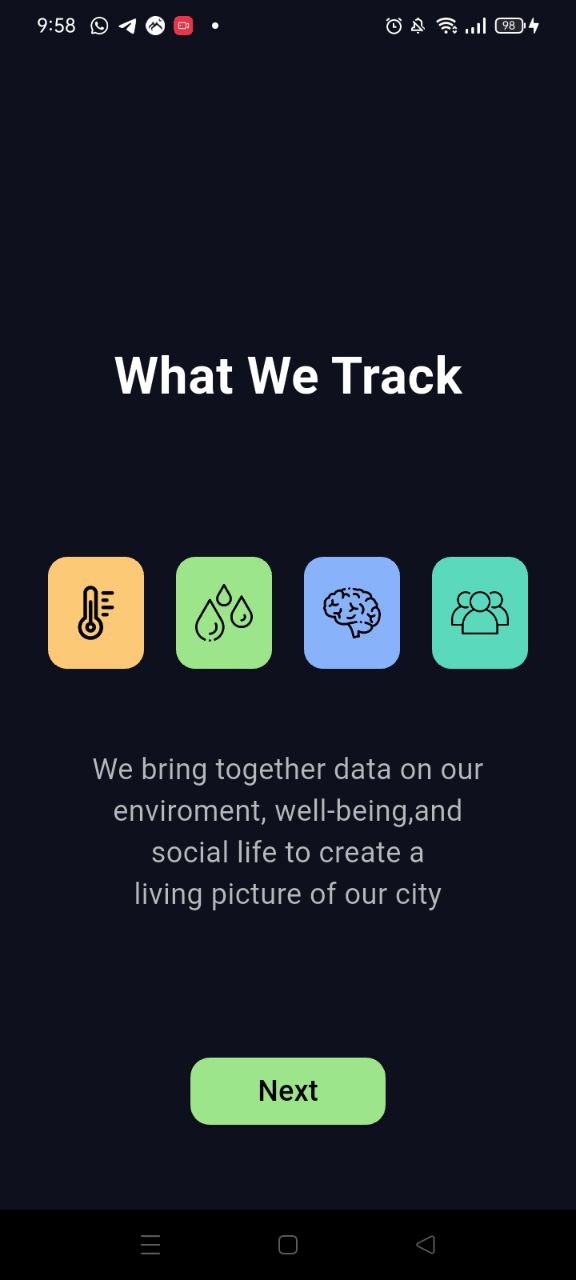 9:58
98
What We Track
We bring together data on our
enviroment, well-being,and
social life to create a
living picture of our city
Next